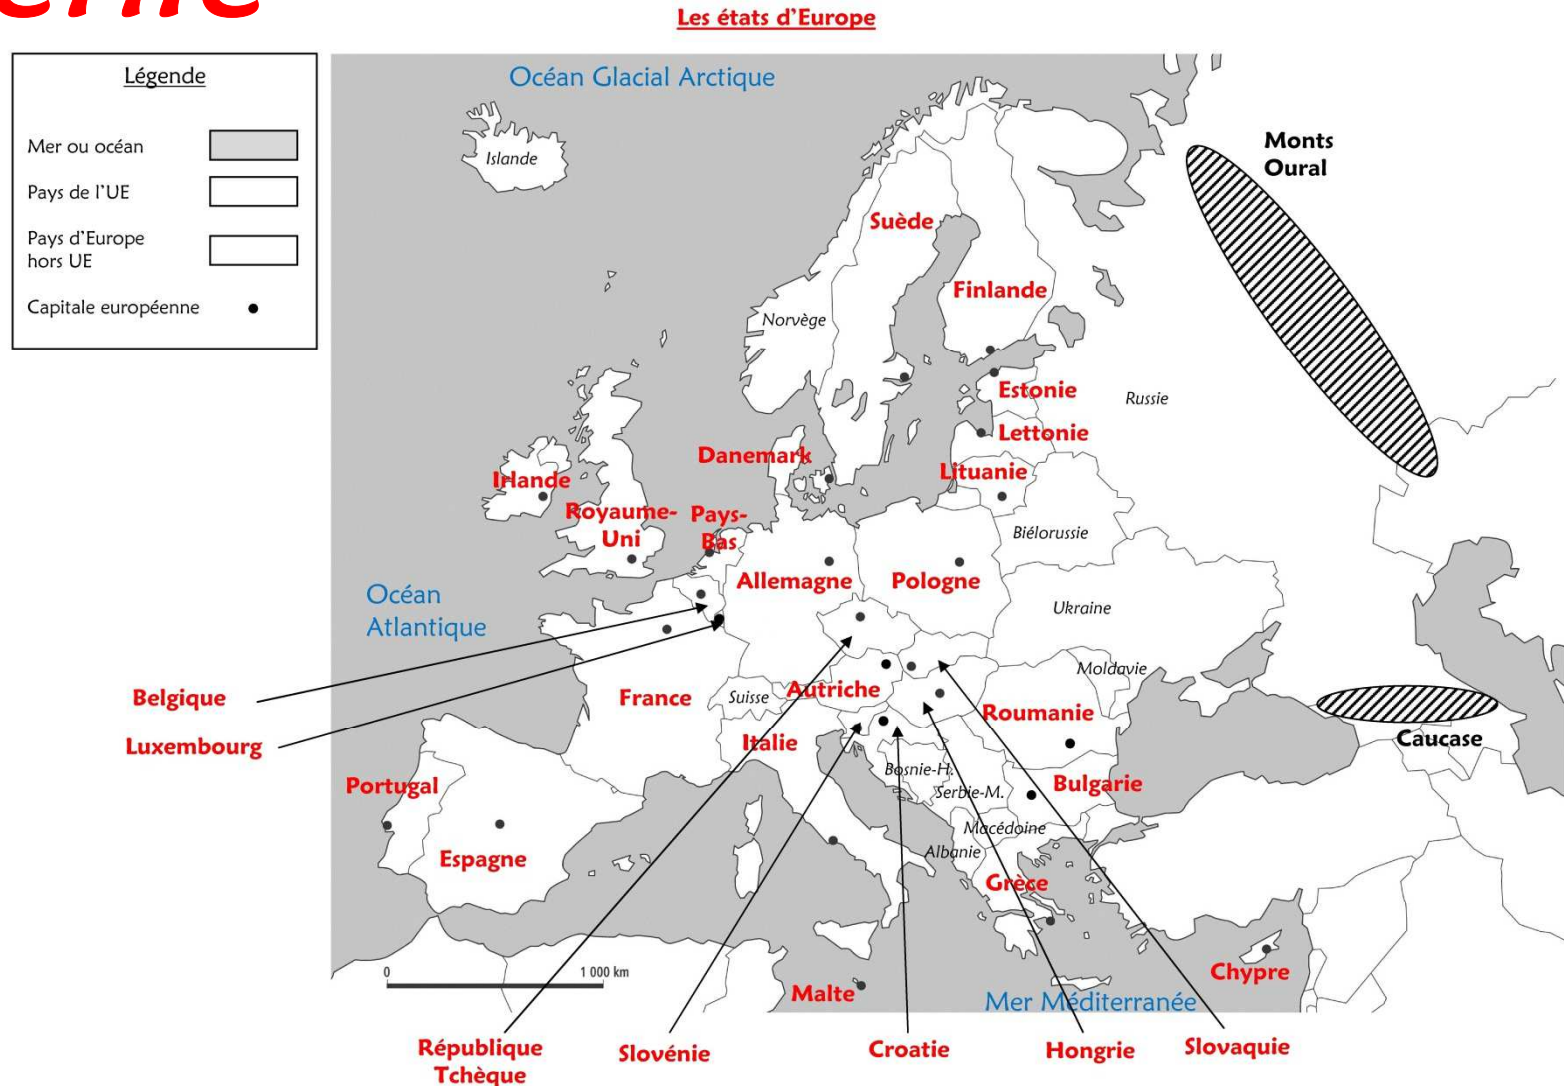 Les états d'Europe
Légende
Mer ou océan
Pays de l'UE
Pays d'Europe
hors UE
Capitale européenne
Océan Glacial Arctique
Islande
Monts
Oural
Suède
Finlande
Norvège
Estonie
Russie
Lettonie
Danemark
Lituanie
Irlande
Royaume-
Uni
Pays-
Bas
Biélorussie
Allemagne
Pologne
Océan
Atlantique
Ukraine
Belgique
Luxembourg
France
Suisse
Autriche
Moldavie
Roumanie
Italie
Caucase
Portugal
Bosnie-H.
Serbie-M.
Bulgarie
Macédoine
Albanie
Espagne
Grèce
Chypre
0
1 000 km
Malte
Mer Méditerranée
République
Tchèque
Slovénie
Croatie
Hongrie
Slovaquie